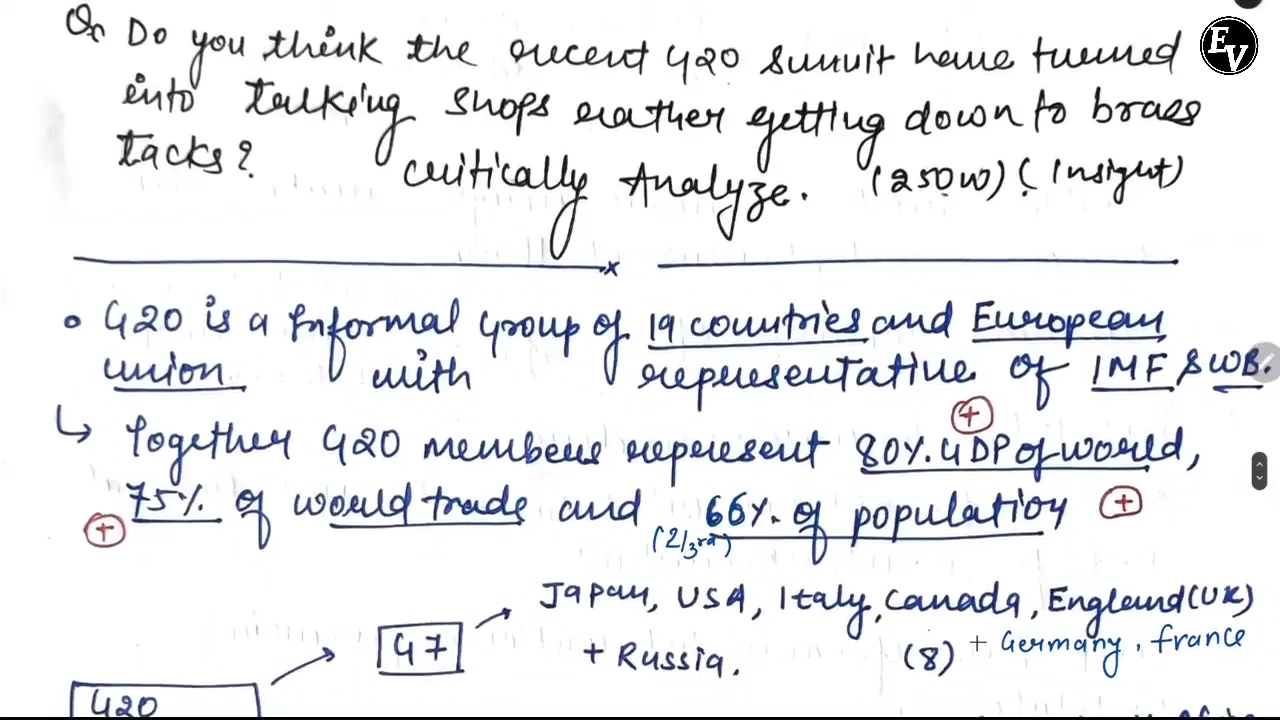 EV
Qn Do you think the recent G20 summit have turned
into talking shops rather getting down to brass
tacks? critically Analyze. (250W) (Insight)
• G20 is a Informal group of 19 countries and European
union with representative of IMF & WB.
↳ Together G20 members represent 80%. GDP of world,
75%. of world trade and 66%. of population
(2/3rd)
G7 → Japan, USA, Italy, Canada, England (UK)
+ Russia. (8) + Germany, france
G20